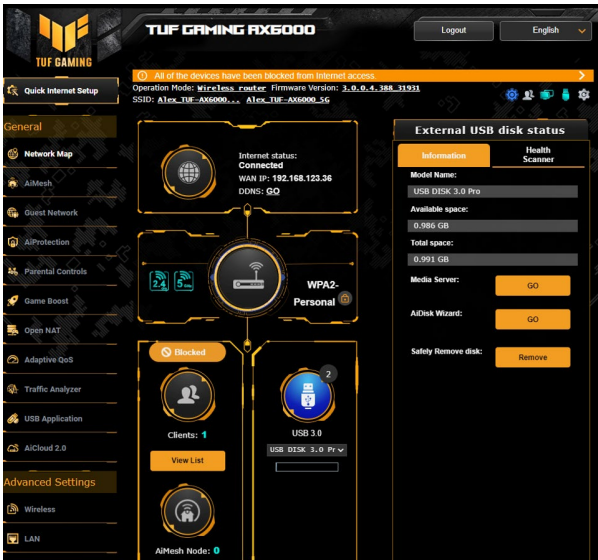 TUF GAMING
TUF GAMING AX6000
Logout
English
Quick Internet Setup
All of the devices have been blocked from Internet access.
Operation Mode: Wireless router Firmware Version: 3.0.0.4.388_31931
SSID: Alex_TUF-AX6000... Alex_TUF-AX6000_5G
General
Network Map
AiMesh
Guest Network
AiProtection
Parental Controls
Game Boost
Open NAT
Adaptive QoS
Traffic Analyzer
USB Application
AiCloud 2.0
Advanced Settings
Wireless
LAN
Internet status:
Connected
WAN IP: 192.168.123.36
DDNS: GO
2.4
5
WPA2-
Personal
Blocked
Clients: 1
View List
AiMesh Node: 0
2
USB 3.0
USB DISK 3.0 Pr
External USB disk status
Information
Health
Scanner
Model Name:
USB DISK 3.0 Pro
Available space:
0.986 GB
Total space:
0.991 GB
Media Server:
GO
AiDisk Wizard:
GO
Safely Remove disk:
Remove